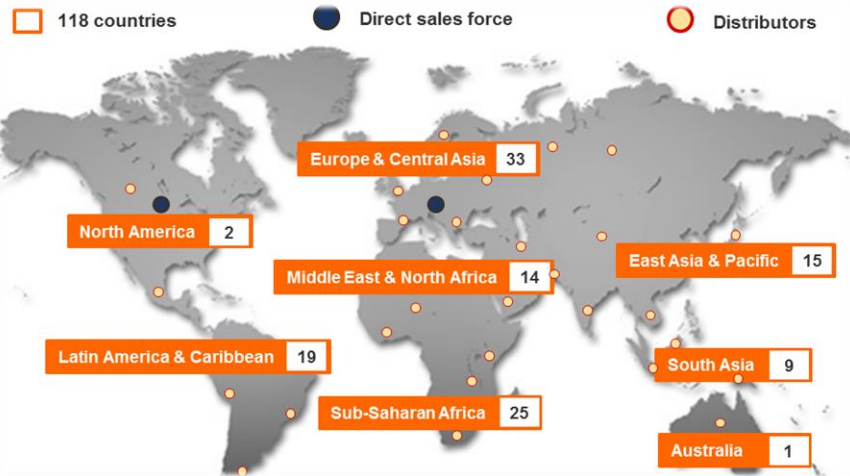 118 countries
Direct sales force
Distributors
Europe & Central Asia 33
North America 2
East Asia & Pacific 15
Middle East & North Africa 14
Latin America & Caribbean 19
South Asia 9
Sub-Saharan Africa 25
Australia 1